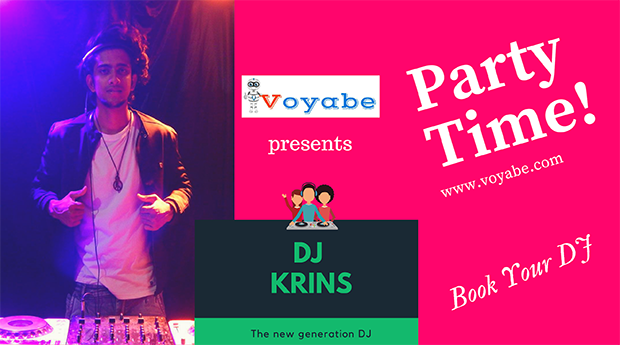 Voyabe
presents
DJ
KRINS
The new generation DJ
Party
Time!
www.voyabe.com
Book Your DJ